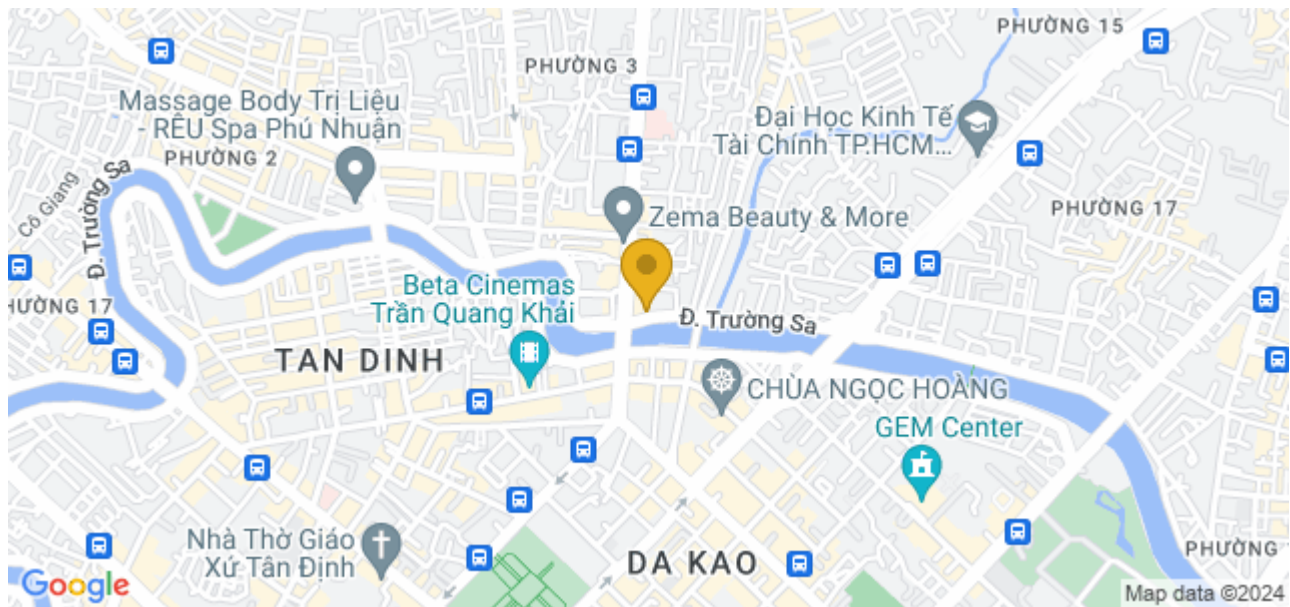 PHƯỜNG 15
PHƯỜNG 3
Massage Body Trị Liệu
- RÊU Spa Phú Nhuận
Đại Học Kinh Tế
Tài Chính TP.HCM...
PHƯỜNG 2
Cô Giang
Đ. Trường Sa
Zema Beauty & More
PHƯỜNG 17
Beta Cinemas
Trần Quang Khải
Đ. Trường Sa
HƯỜNG 17
TAN DINH
CHÙA NGỌC HOÀNG
GEM Center
Nhà Thờ Giáo
Xứ Tân Định
DA KAO
PHƯỜNG
Google
Map data ©2024